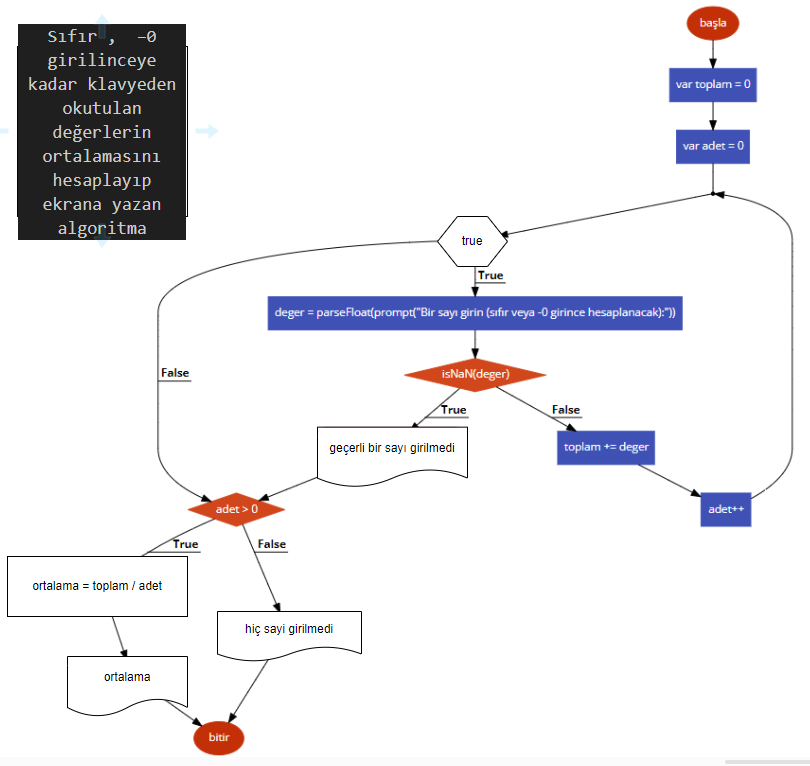 Sıfır , –0
girilinceye
kadar klavyeden
okutulan
değerlerin
ortalamasını
hesaplayıp
ekrana yazan
algoritma
başla
var toplam = 0
var adet = 0
true
True
deger = parseFloat(prompt("Bir sayı girin (sıfır veya -0 girince hesaplanacak):"))
False
isNaN(deger)
True
False
geçerli bir sayı girilmedi
toplam += deger
adet > 0
adet++
True
False
ortalama = toplam / adet
hiç sayi girilmedi
ortalama
bitir